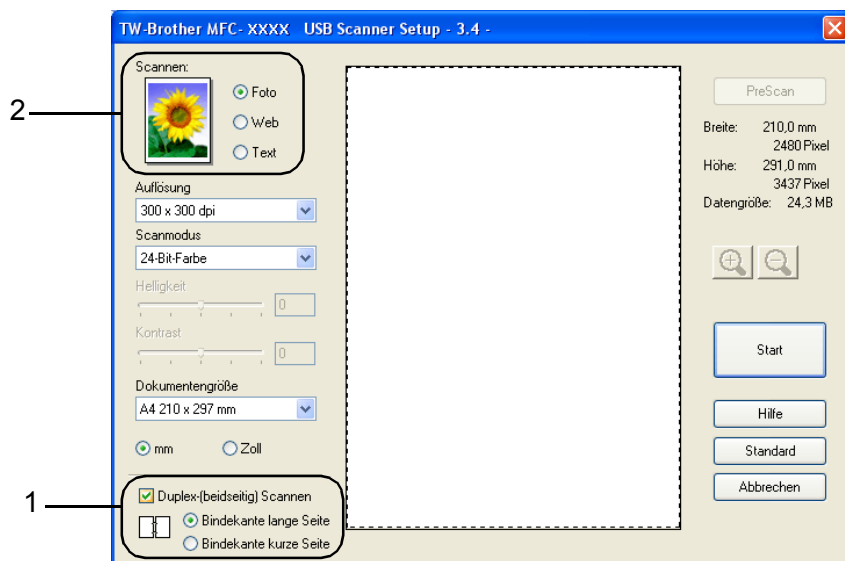 TW-Brother MFC- XXXX USB Scanner Setup - 3.4 -
2
Scannen:
Foto
Web
Text
Auflösung
300 x 300 dpi
Scanmodus
24-Bit-Farbe
Helligkeit
0
Kontrast
0
Dokumentengröße
A4 210 x 297 mm
mm
Zoll
1
Duplex-(beidseitig) Scannen
Bindekante lange Seite
Bindekante kurze Seite
PreScan
Breite: 210,0 mm
2480 Pixel
Höhe: 291,0 mm
3437 Pixel
Datengröße: 24,3 MB
Start
Hilfe
Standard
Abbrechen